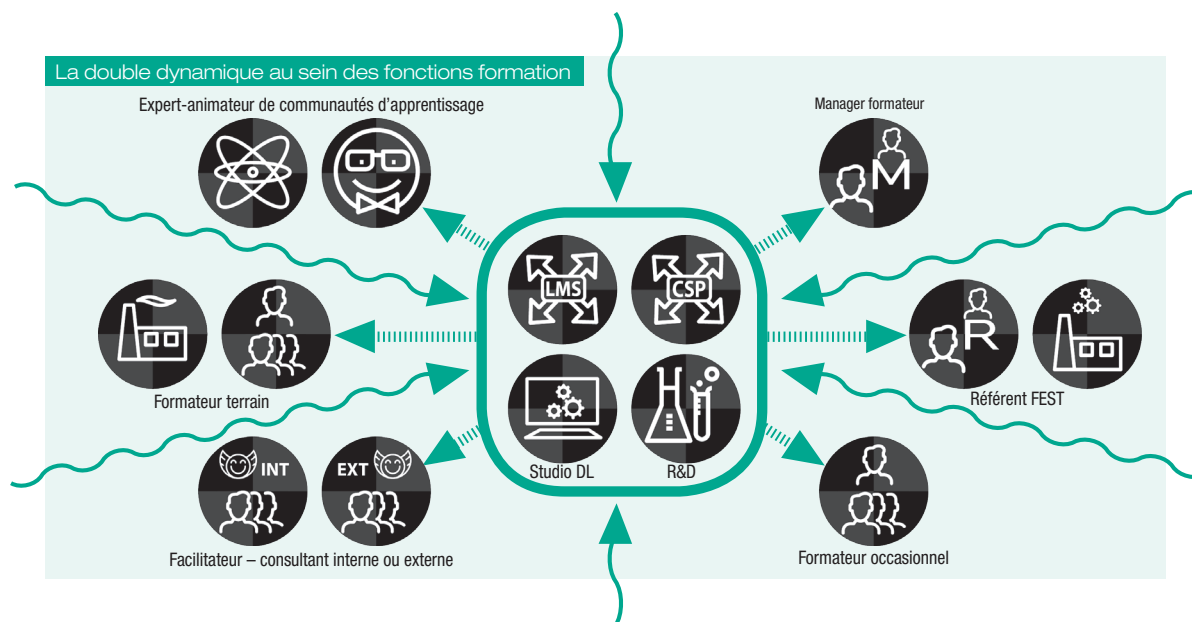 La double dynamique au sein des fonctions formation
Expert-animateur de communautés d'apprentissage
Manager formateur
LMS
CSP
M
R
Formateur terrain
Référent FEST
Studio DL
R&D
INT
EXT
Facilitateur – consultant interne ou externe
Formateur occasionnel